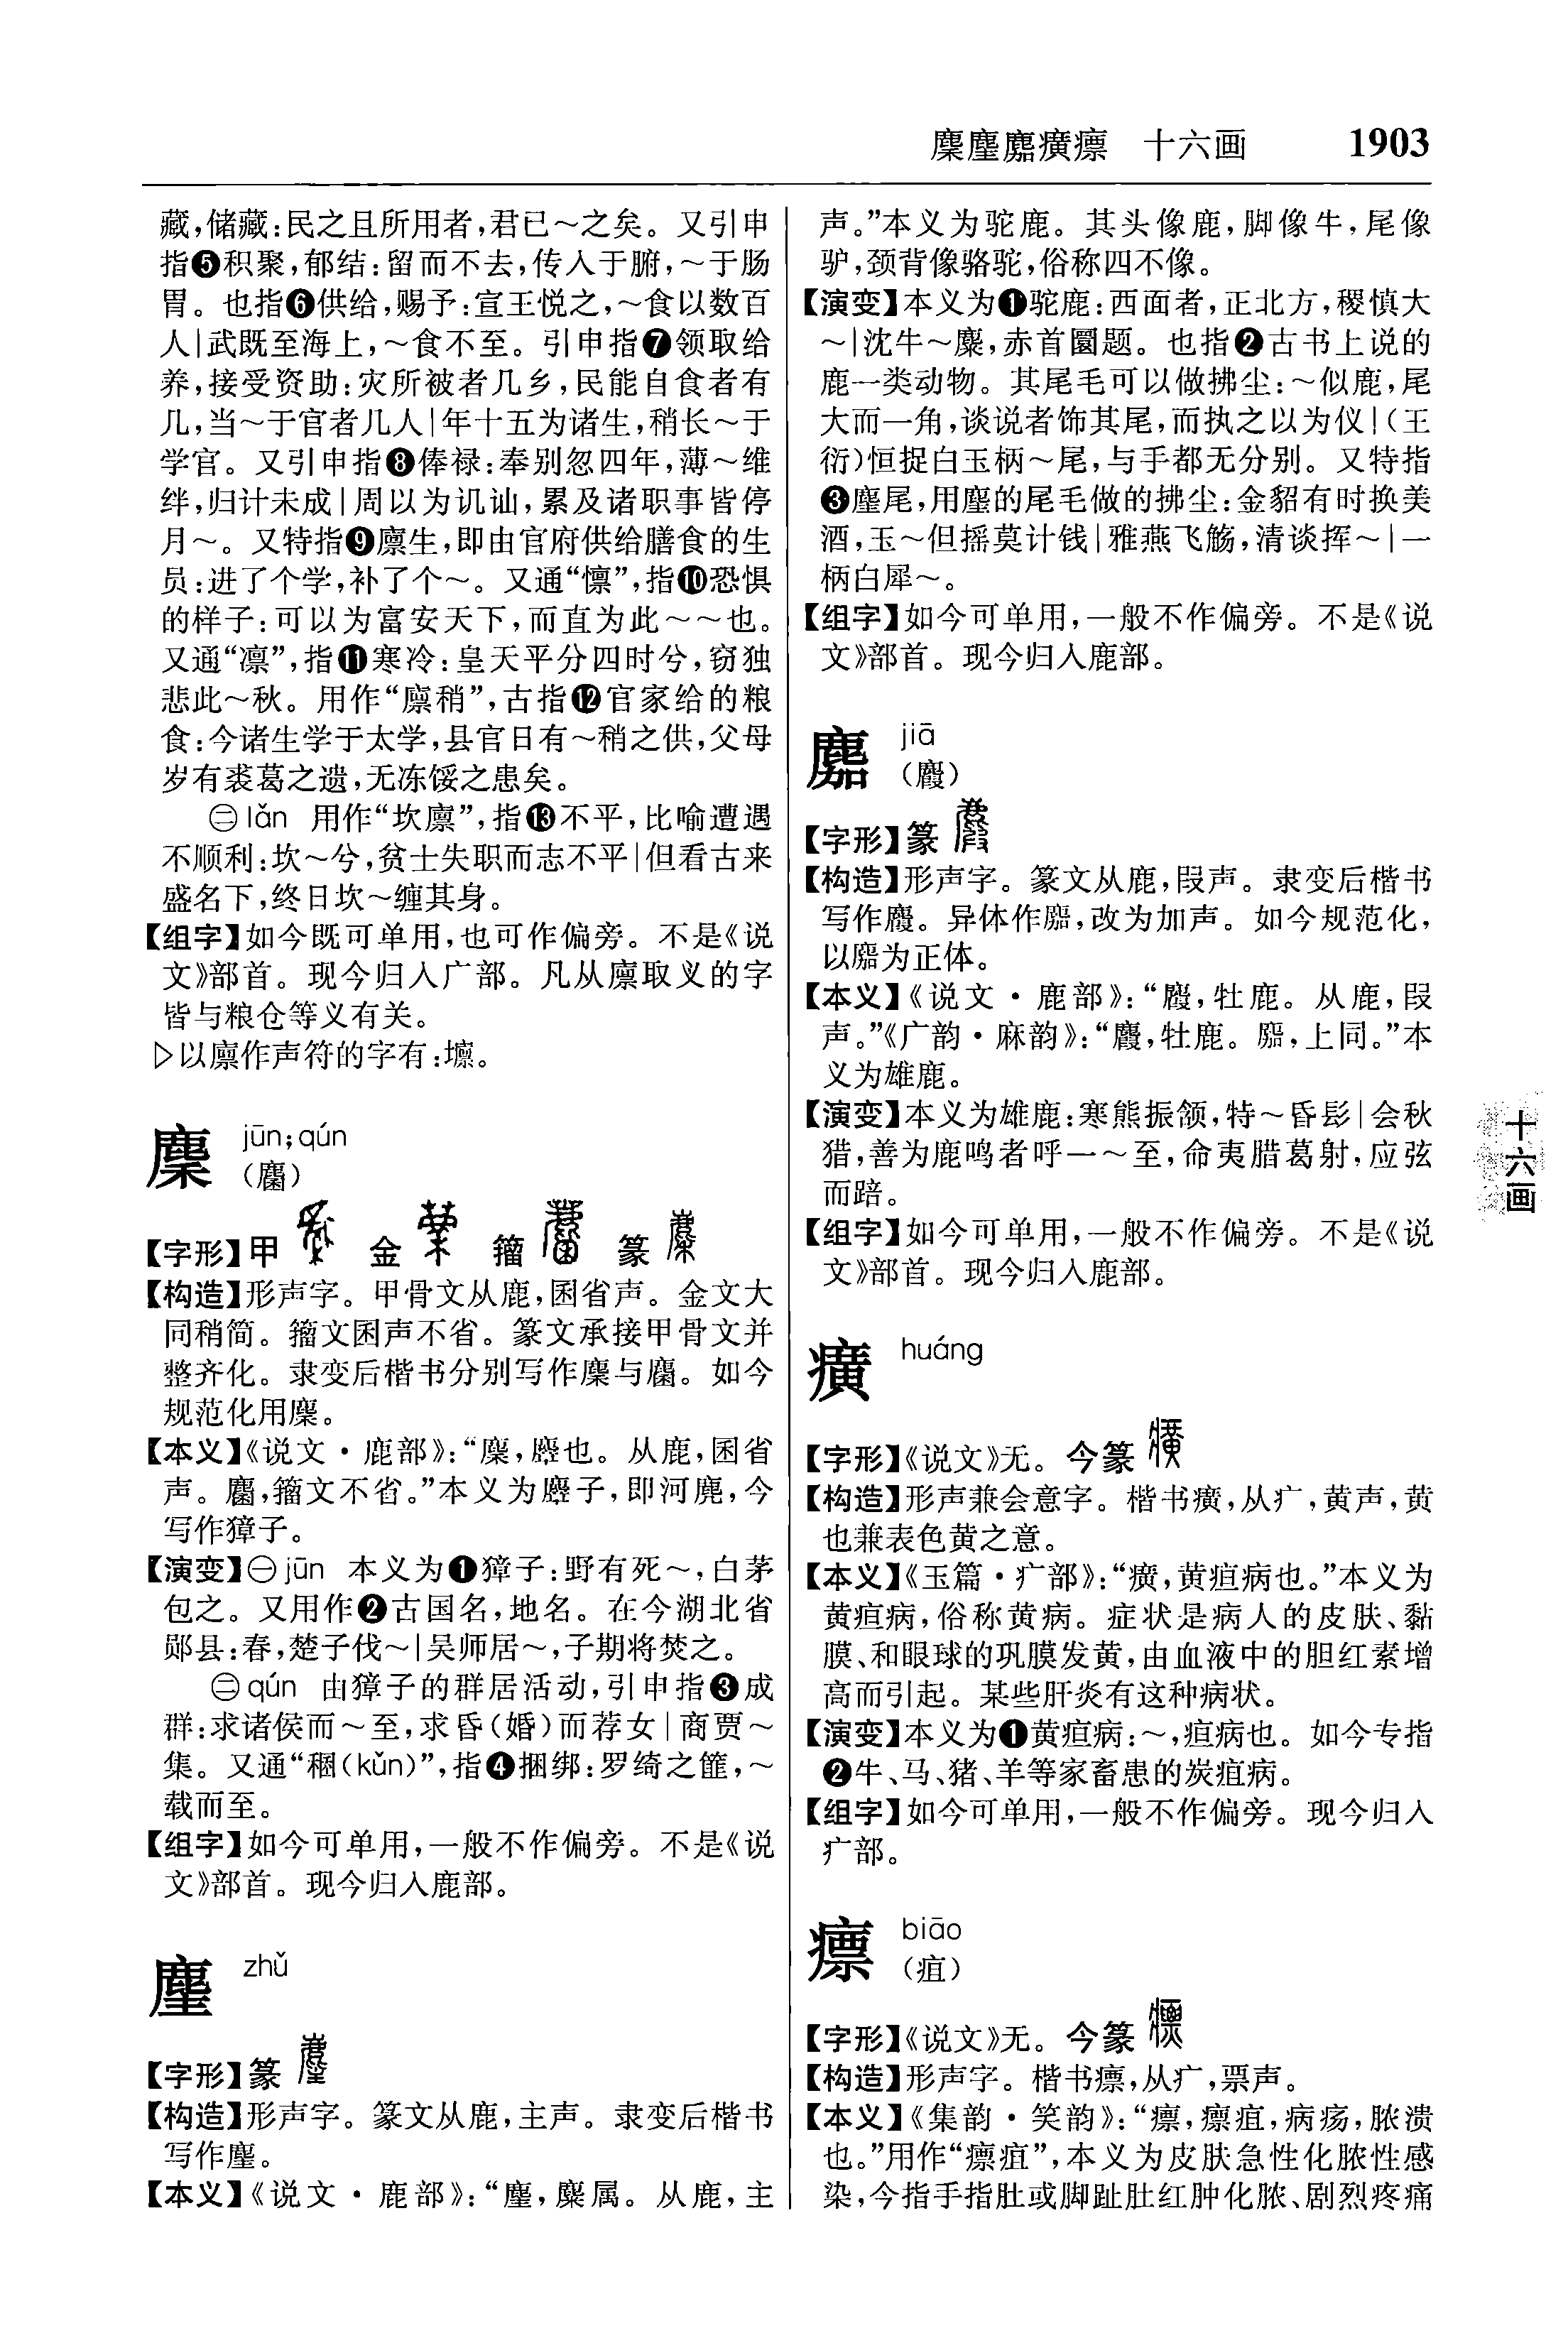 麇麈麚癀瘭　十六画　1903
藏,储藏:民之且所用者,君已～之矣。又引申
指❺积聚,郁结:留而不去,传入于腑,～于肠
胃。也指❻供给,赐予:宣王悦之,～食以数百
人|武既至海上,～食不至。引申指❼领取给
养,接受资助:灾所被者几乡,民能自食者有
几,当～于官者几人|年十五为诸生,稍长～于
学官。又引申指❽俸禄:奉别忽四年,薄～维
绊,归计未成|周以为讥讪,累及诸职事皆停
月～。又特指❾廪生,即由官府供给膳食的生
员:进了个学,补了个～。又通“懔”,指❿恐惧
的样子:可以为富安天下,而直为此～～也。
又通“凛”,指⓫寒冷:皇天平分四时兮,窃独
悲此～秋。用作“廪稍”,古指⓬官家给的粮
食:今诸生学于太学,县官日有～稍之供,父母
岁有裘葛之遗,无冻馁之患矣。
㊁lǎn 用作“坎廪”,指⓭不平,比喻遭遇
不顺利:坎～兮,贫士失职而志不平|但看古来
盛名下,终日坎～缠其身。
【组字】如今既可单用,也可作偏旁。不是《说
文》部首。现今归入广部。凡从廪取义的字
皆与粮仓等义有关。
▷以廪作声符的字有:壈。
麇 jūn;qún
(麕)
【字形】甲 金 籀 篆
【构造】形声字。甲骨文从鹿,囷省声。金文大
同稍简。籀文囷声不省。篆文承接甲骨文并
整齐化。隶变后楷书分别写作麇与麕。如今
规范化用麇。
【本义】《说文·鹿部》:“麇,麞也。从鹿,囷省
声。麕,籀文不省。”本义为麞子,即河麂,今
写作獐子。
【演变】㊀jūn 本义为❶獐子:野有死～,白茅
包之。又用作❷古国名,地名。在今湖北省
郧县:春,楚子伐～|吴师居～,子期将焚之。
㊁qún 由獐子的群居活动,引申指❸成
群:求诸侯而～至,求昏(婚)而荐女|商贾～
集。又通“稇(kǔn)”,指❹捆绑:罗绮之篚,～
载而至。
【组字】如今可单用,一般不作偏旁。不是《说
文》部首。现今归入鹿部。
麈 zhǔ
【字形】篆
【构造】形声字。篆文从鹿,主声。隶变后楷书
写作麈。
【本义】《说文·鹿部》:“麈,麋属。从鹿,主
声。”本义为驼鹿。其头像鹿,脚像牛,尾像
驴,颈背像骆驼,俗称四不像。
【演变】本义为❶驼鹿:西面者,正北方,稷慎大
～|沈牛～麋,赤首圜题。也指❷古书上说的
鹿一类动物。其尾毛可以做拂尘:～似鹿,尾
大而一角,谈说者饰其尾,而执之以为仪|(王
衍)恒捉白玉柄～尾,与手都无分别。又特指
❸麈尾,用麈的尾毛做的拂尘:金貂有时换美
酒,玉～但摇莫计钱|雅燕飞觞,清谈挥～|一
柄白犀～。
【组字】如今可单用,一般不作偏旁。不是《说
文》部首。现今归入鹿部。
jiā
(麚)
【字形】篆
【构造】形声字。篆文从鹿,叚声。隶变后楷书
写作麚。异体作,改为加声。如今规范化,
以为正体。
【本义】《说文·鹿部》:“麚,牡鹿。从鹿,叚
声。”《广韵·麻韵》:“麚,牡鹿。,上同。”本
义为雄鹿。
【演变】本义为雄鹿:寒熊振颔,特～昏髟|会秋
猎,善为鹿鸣者呼一～至,命夷腊葛射,应弦
而踣。
【组字】如今可单用,一般不作偏旁。不是《说
文》部首。现今归入鹿部。
癀 huáng
【字形】《说文》无。今篆
【构造】形声兼会意字。楷书癀,从疒,黄声,黄
也兼表色黄之意。
【本义】《玉篇·疒部》:“癀,黄疸病也。”本义为
黄疸病,俗称黄病。症状是病人的皮肤、黏
膜、和眼球的巩膜发黄,由血液中的胆红素增
高而引起。某些肝炎有这种病状。
【演变】本义为❶黄疸病:～,疸病也。如今专指
❷牛、马、猪、羊等家畜患的炭疽病。
【组字】如今可单用,一般不作偏旁。现今归入
疒部。
瘭 biāo
(疽)
【字形】《说文》无。今篆
【构造】形声字。楷书瘭,从疒,票声。
【本义】《集韵·笑韵》:“瘭,瘭疽,病疡,脓溃
也。”用作“瘭疽”,本义为皮肤急性化脓性感
染,今指手指肚或脚趾肚红肿化脓、剧烈疼痛
十六画